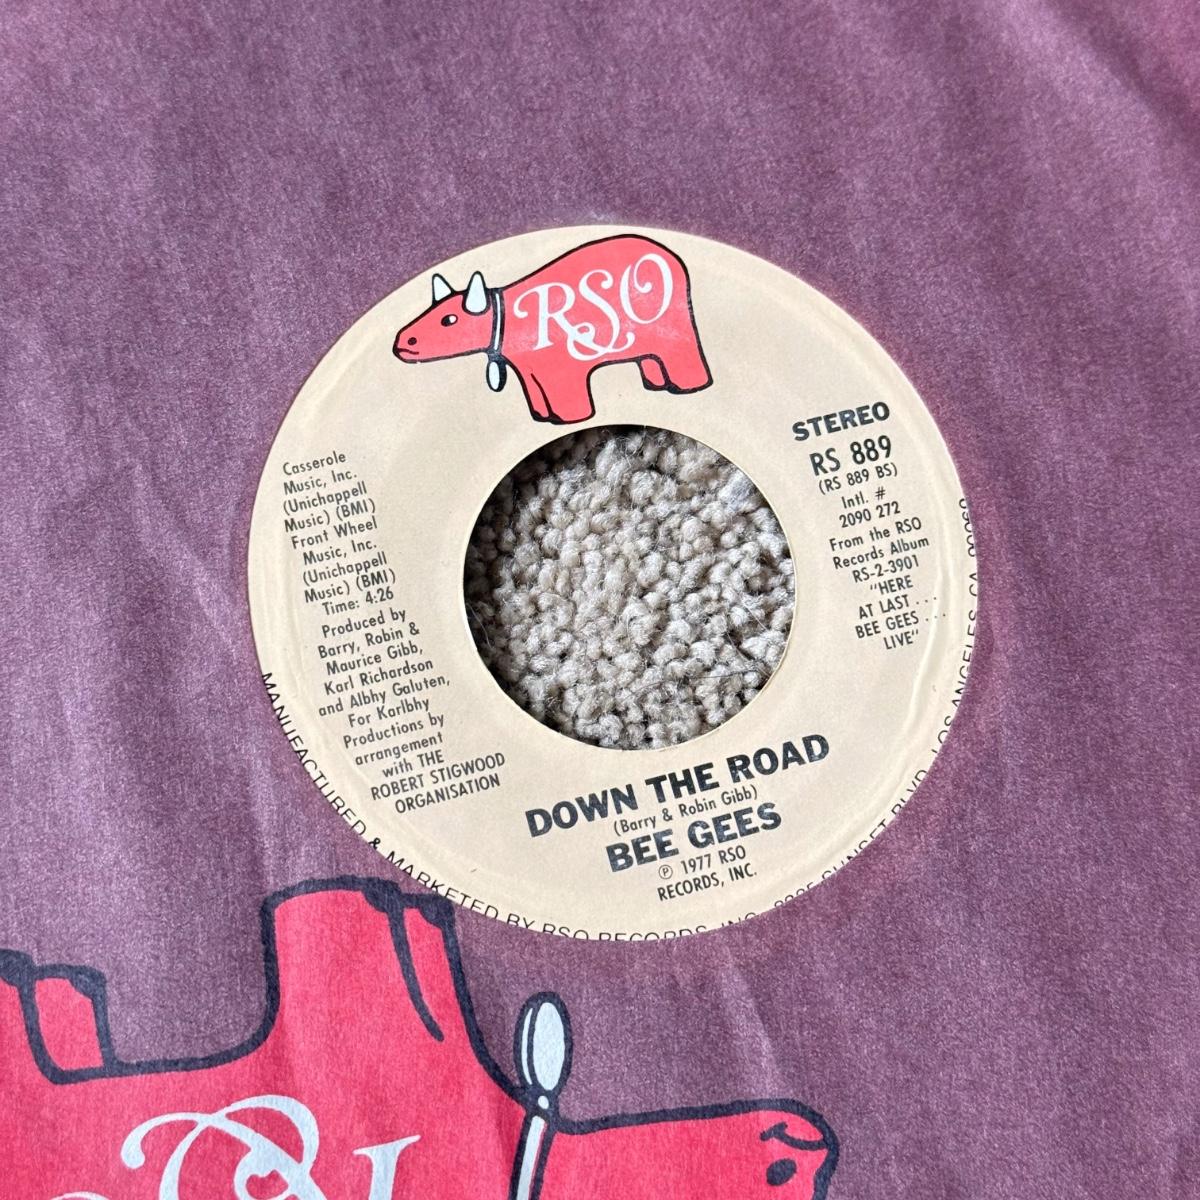 RSO
Casserole
Music, Inc.
(Unichappell
Music) (BMI)
Front Wheel
Music, Inc.
(Unichappell
Music) (BMI)
Time: 4:26
Produced by
Barry, Robin &
Maurice Gibb,
Karl Richardson
and Albhy Galuten,
For Karlbhy
Productions by
arrangement
with THE
ROBERT STIGWOOD
ORGANISATION
STEREO
RS 889
(RS 889 BS)
Intl. #
2090 272
From the RSO
Records Album
RS-2-3901
"HERE
AT LAST . . .
BEE GEES . . .
LIVE"
DOWN THE ROAD
(Barry & Robin Gibb)
BEE GEES
℗ 1977 RSO
RECORDS, INC.
MANUFACTURED & MARKETED BY RSO RECORDS, INC. SUNSET BLVD. LOS ANGELES, CA.